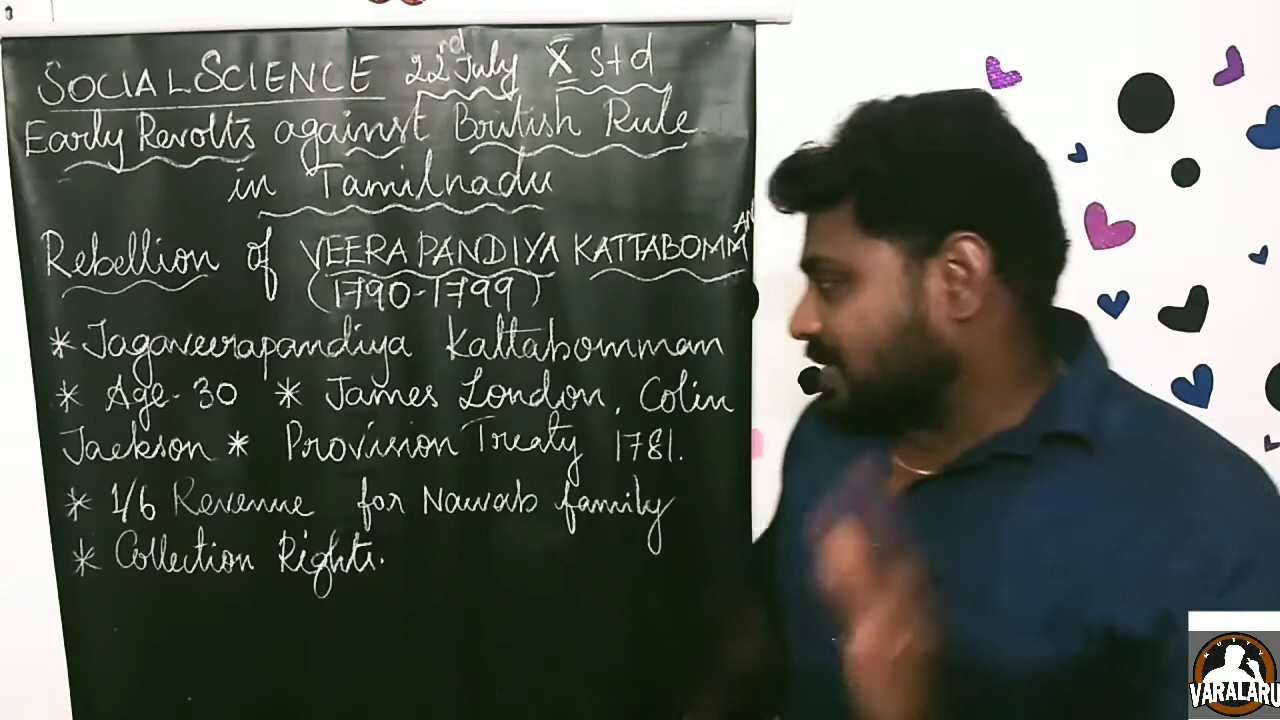 SOCIAL SCIENCE 22rd July X Std
Early Revolts against British Rule
in Tamilnadu
Rebellion of VEERA PANDIYA KATTABOMMAN
(1790-1799)
* Jagaveerapandiya Kattabomman
* Age - 30 * James London, Colin
Jackson * Provision Treaty 1781.
* 1/6 Revenue for Nawab family
* Collection Rights.
KUTTY
VARALARU